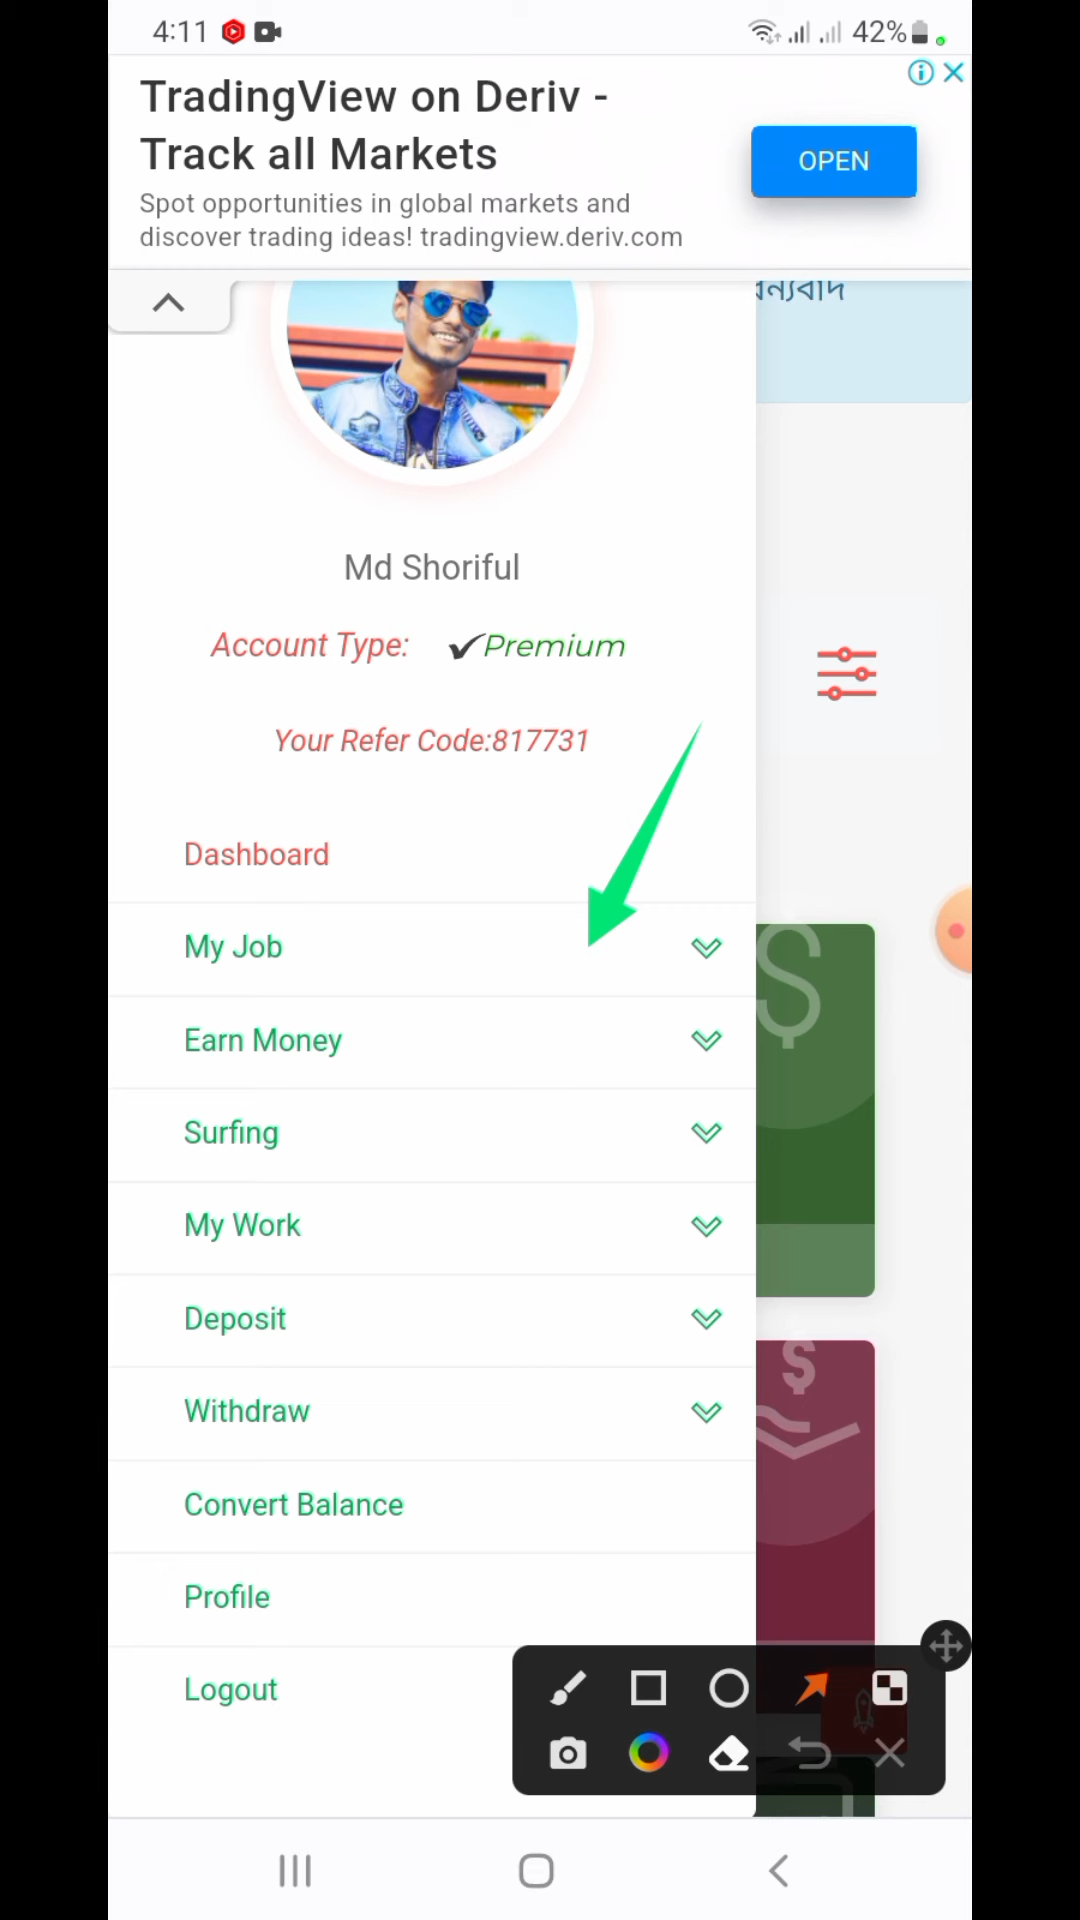 4:11
42%
TradingView on Deriv -
Track all Markets
OPEN
Spot opportunities in global markets and
discover trading ideas! tradingview.deriv.com
Md Shoriful
Account Type: ✔Premium
Your Refer Code:817731
Dashboard
My Job
Earn Money
Surfing
My Work
Deposit
Withdraw
Convert Balance
Profile
Logout